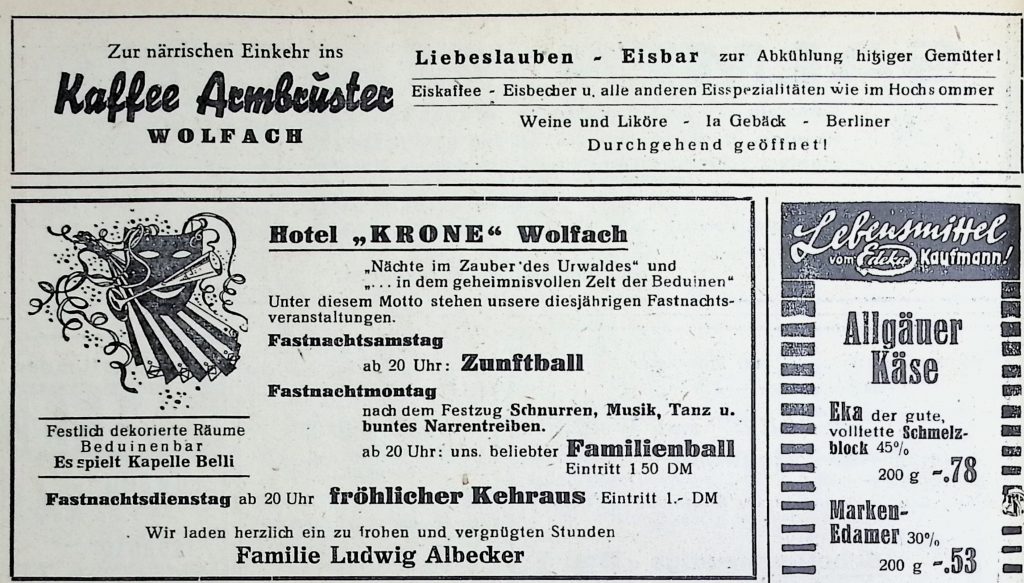 Zur närrischen Einkehr ins
Kaffee Armbruster
WOLFACH
Liebeslauben - Eisbar zur Abkühlung hitziger Gemüter!
Eiskaffee - Eisbecher u. alle anderen Eisspezialitäten wie im Hochsommer
Weine und Liköre - Ia Gebäck - Berliner
Durchgehend geöffnet!
Hotel „KRONE“ Wolfach
„Nächte im Zauber des Urwaldes“ und
„... in dem geheimnisvollen Zelt der Beduinen“
Unter diesem Motto stehen unsere diesjährigen Fastnachts-
veranstaltungen.
Fastnachtsamstag
ab 20 Uhr: Zunftball
Fastnachtmontag
nach dem Festzug Schnurren, Musik, Tanz u.
buntes Narrentreiben.
ab 20 Uhr: uns. beliebter Familienball
Eintritt 1 50 DM
Festlich dekorierte Räume
Beduinenbar
Es spielt Kapelle Belli
Fastnachtsdienstag ab 20 Uhr fröhlicher Kehraus Eintritt 1.- DM
Wir laden herzlich ein zu frohen und vergnügten Stunden
Familie Ludwig Albecker
Lebensmittel
vom Edeka Kaufmann!
Allgäuer
Käse
Eka der gute,
vollfette Schmelz-
block 45%
200 g -.78
Marken-
Edamer 30%
200 g -.53